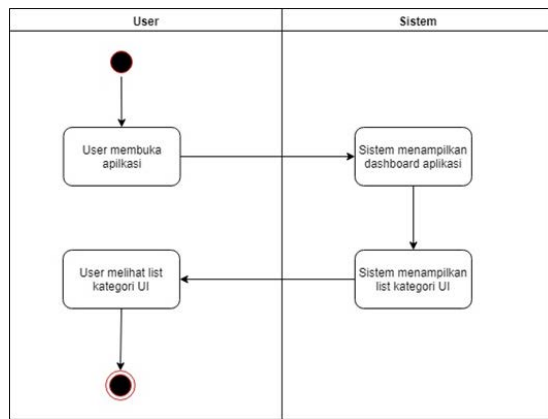 User
Sistem
User membuka
apilkasi
Sistem menampilkan
dashboard aplikasi
User melihat list
kategori UI
Sistem menampilkan
list kategori UI